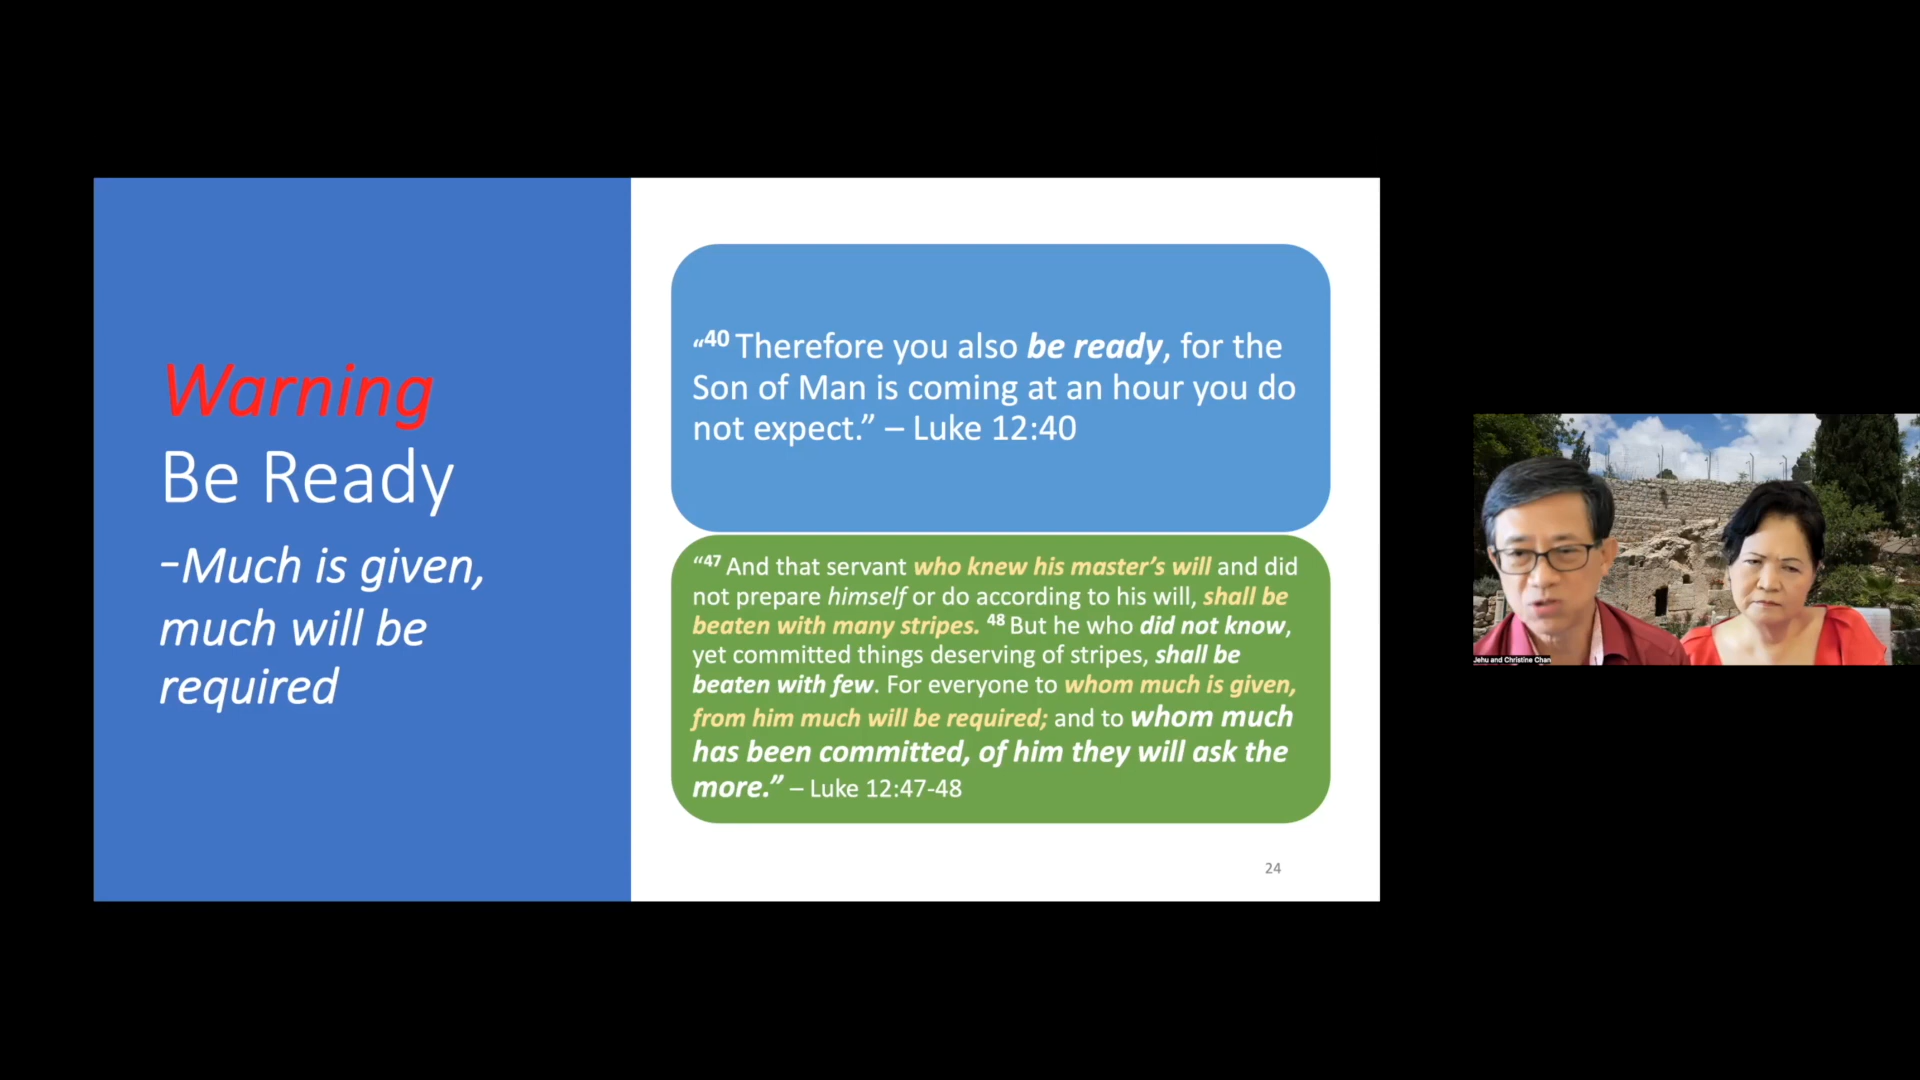 Warning
Be Ready
-Much is given,
much will be
required
“40 Therefore you also be ready, for the
Son of Man is coming at an hour you do
not expect.” – Luke 12:40
“47 And that servant who knew his master’s will and did
not prepare himself or do according to his will, shall be
beaten with many stripes. 48 But he who did not know,
yet committed things deserving of stripes, shall be
beaten with few. For everyone to whom much is given,
from him much will be required; and to whom much
has been committed, of him they will ask the
more.” – Luke 12:47-48
24
Jehu and Christine Chan